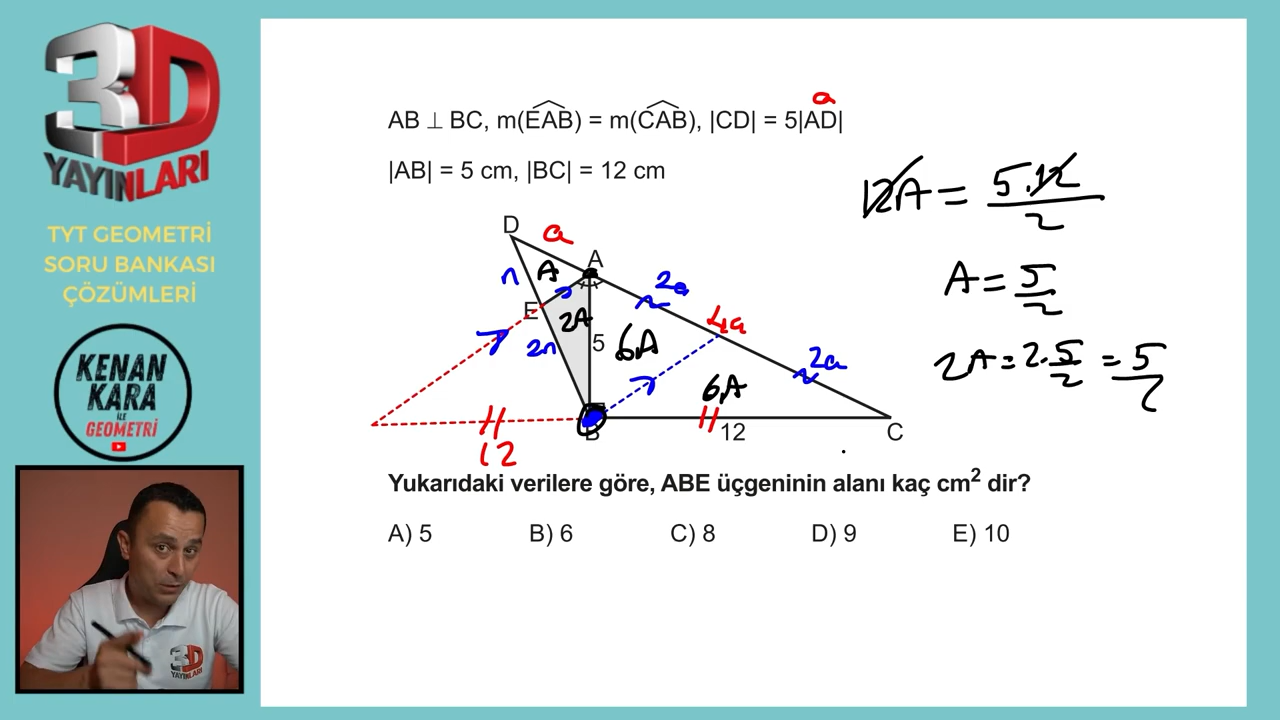 3D
YAYINLARI
TYT GEOMETRİ
SORU BANKASI
ÇÖZÜMLERİ
KENAN
KARA
İLE
GEOMETRİ
3D
YAYINLARI
a
AB ⊥ BC, m(EAB) = m(CAB), |CD| = 5|AD|
|AB| = 5 cm, |BC| = 12 cm
12A = 5.12/2
A = 5/2
2A = 2.5/2 = 5
D a
A
n A
2a
E 2A
4a
2n 5 6A
2a
6A
B 12 C
12
Yukarıdaki verilere göre, ABE üçgeninin alanı kaç cm² dir?
A) 5 B) 6 C) 8 D) 9 E) 10